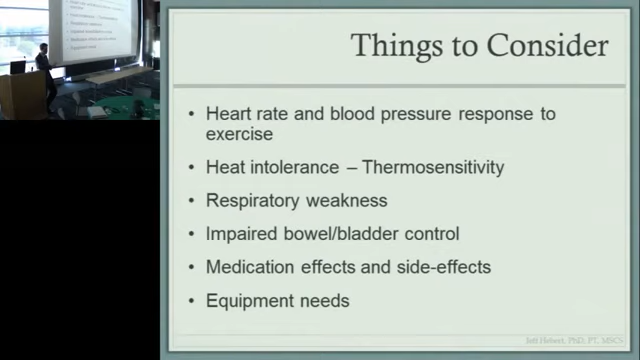 Things to Consider
• Heart rate and blood pressure response to
exercise
• Heat intolerance – Thermosensitivity
• Respiratory weakness
• Impaired bowel/bladder control
• Medication effects and side-effects
• Equipment needs
Jeff Hebert, PhD, PT, MSCS